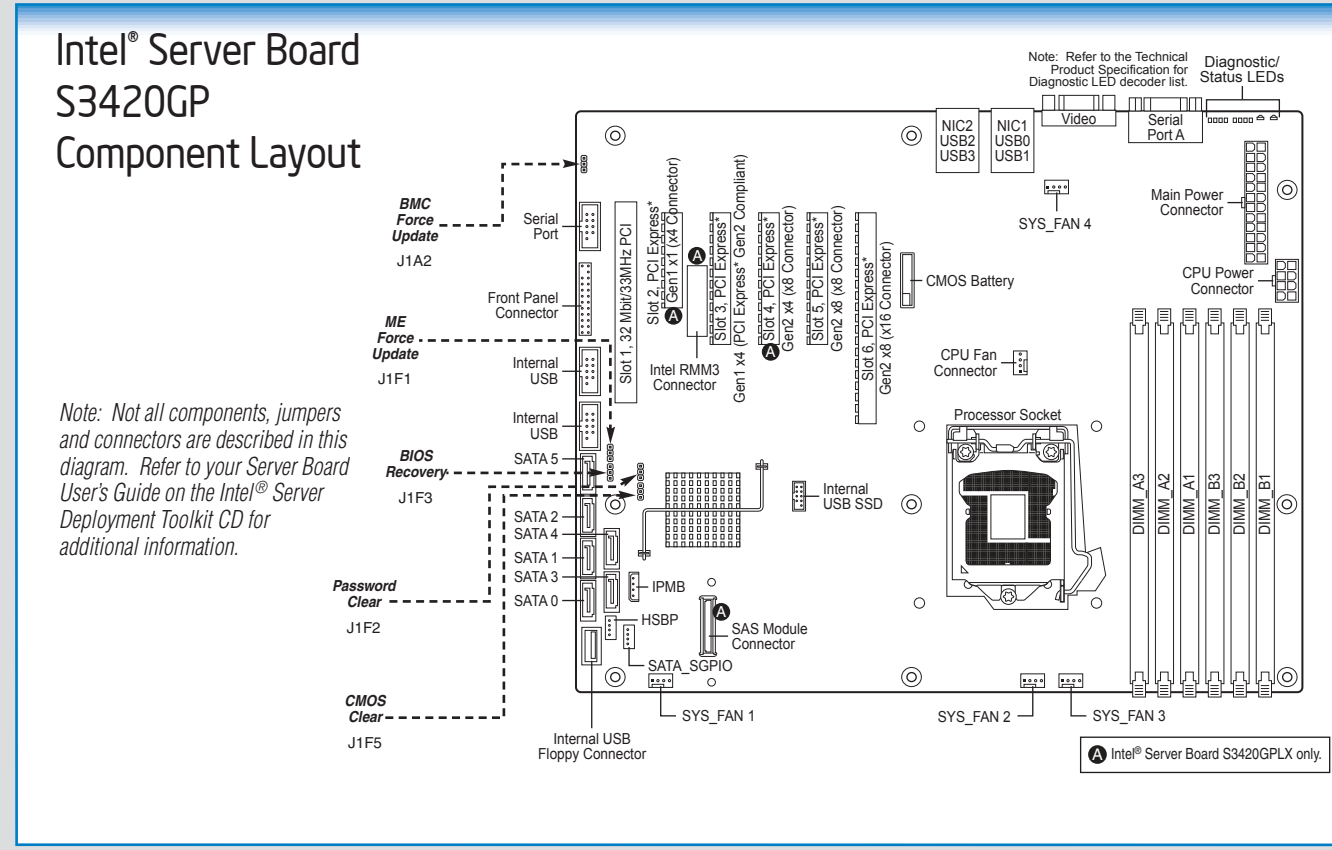 Intel® Server Board
S3420GP
Component Layout
Note: Refer to the Technical
Product Specification for
Diagnostic LED decoder list.
Diagnostic/
Status LEDs
NIC2
USB2
USB3
NIC1
USB0
USB1
Video
Serial
Port A
SYS_FAN 4
Main Power
Connector
CPU Power
Connector
BMC
Force
Update
J1A2
Serial
Port
Front Panel
Connector
ME
Force
Update
J1F1
Internal
USB
Internal
USB
Slot 1, 32 Mbit/33MHz PCI
Slot 2, PCI Express*
Gen1 x1 (x4 Connector)
A
A
Intel RMM3
Connector
Slot 3, PCI Express*
Gen1 x4 (PCI Express* Gen2 Compliant)
Slot 4, PCI Express*
A
Gen2 x4 (x8 Connector)
Slot 5, PCI Express*
Gen2 x8 (x8 Connector)
Slot 6, PCI Express*
Gen2 x8 (x16 Connector)
CMOS Battery
CPU Fan
Connector
Processor Socket
DIMM_A3
DIMM_A2
DIMM_A1
DIMM_B3
DIMM_B2
DIMM_B1
Note: Not all components, jumpers
and connectors are described in this
diagram. Refer to your Server Board
User's Guide on the Intel® Server
Deployment Toolkit CD for
additional information.
BIOS
Recovery
J1F3
SATA 5
SATA 2
SATA 4
SATA 1
SATA 3
SATA 0
Internal
USB SSD
IPMB
HSBP
SATA_SGPIO
A
SAS Module
Connector
Password
Clear
J1F2
CMOS
Clear
J1F5
Internal USB
Floppy Connector
SYS_FAN 1
SYS_FAN 2
SYS_FAN 3
A Intel® Server Board S3420GPLX only.